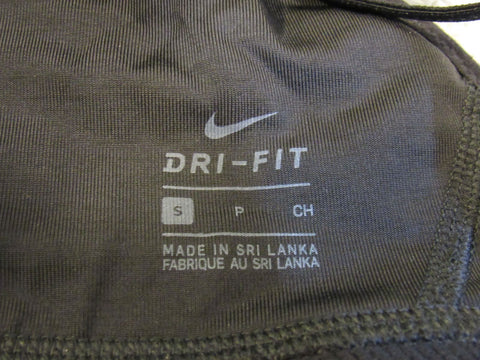 DRI-FIT
S P CH
MADE IN SRI LANKA
FABRIQUE AU SRI LANKA